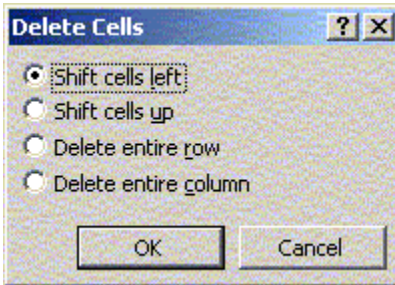 Delete Cells ? X
Shift cells left
Shift cells up
Delete entire row
Delete entire column
OK Cancel